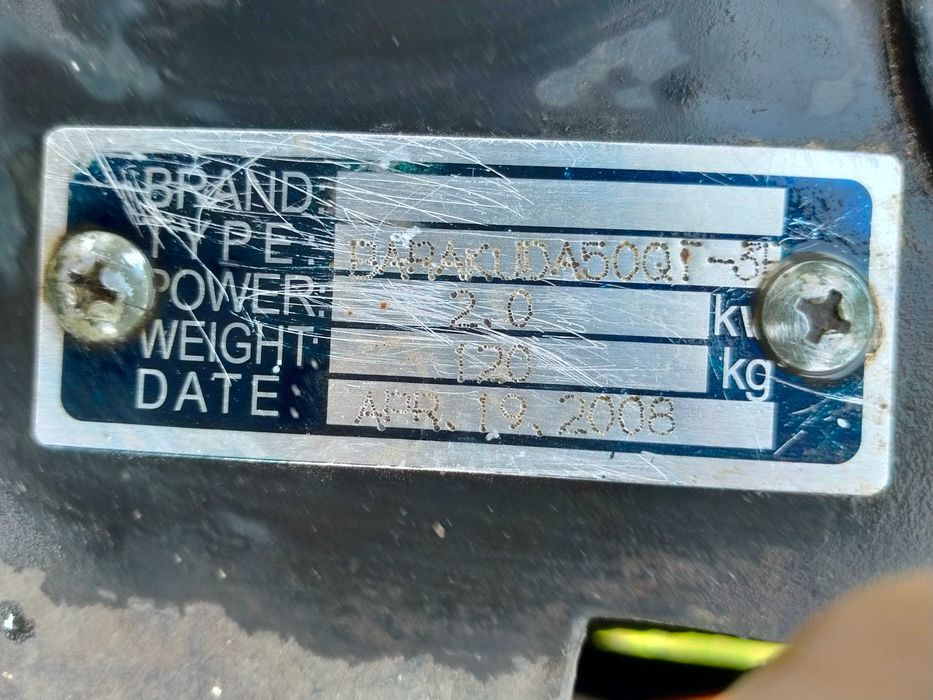 BRAND:
TYPE: BARAKUDA50QT-3
POWER: 2.0 kw
WEIGHT: 120 kg
DATE: APR.19.2008